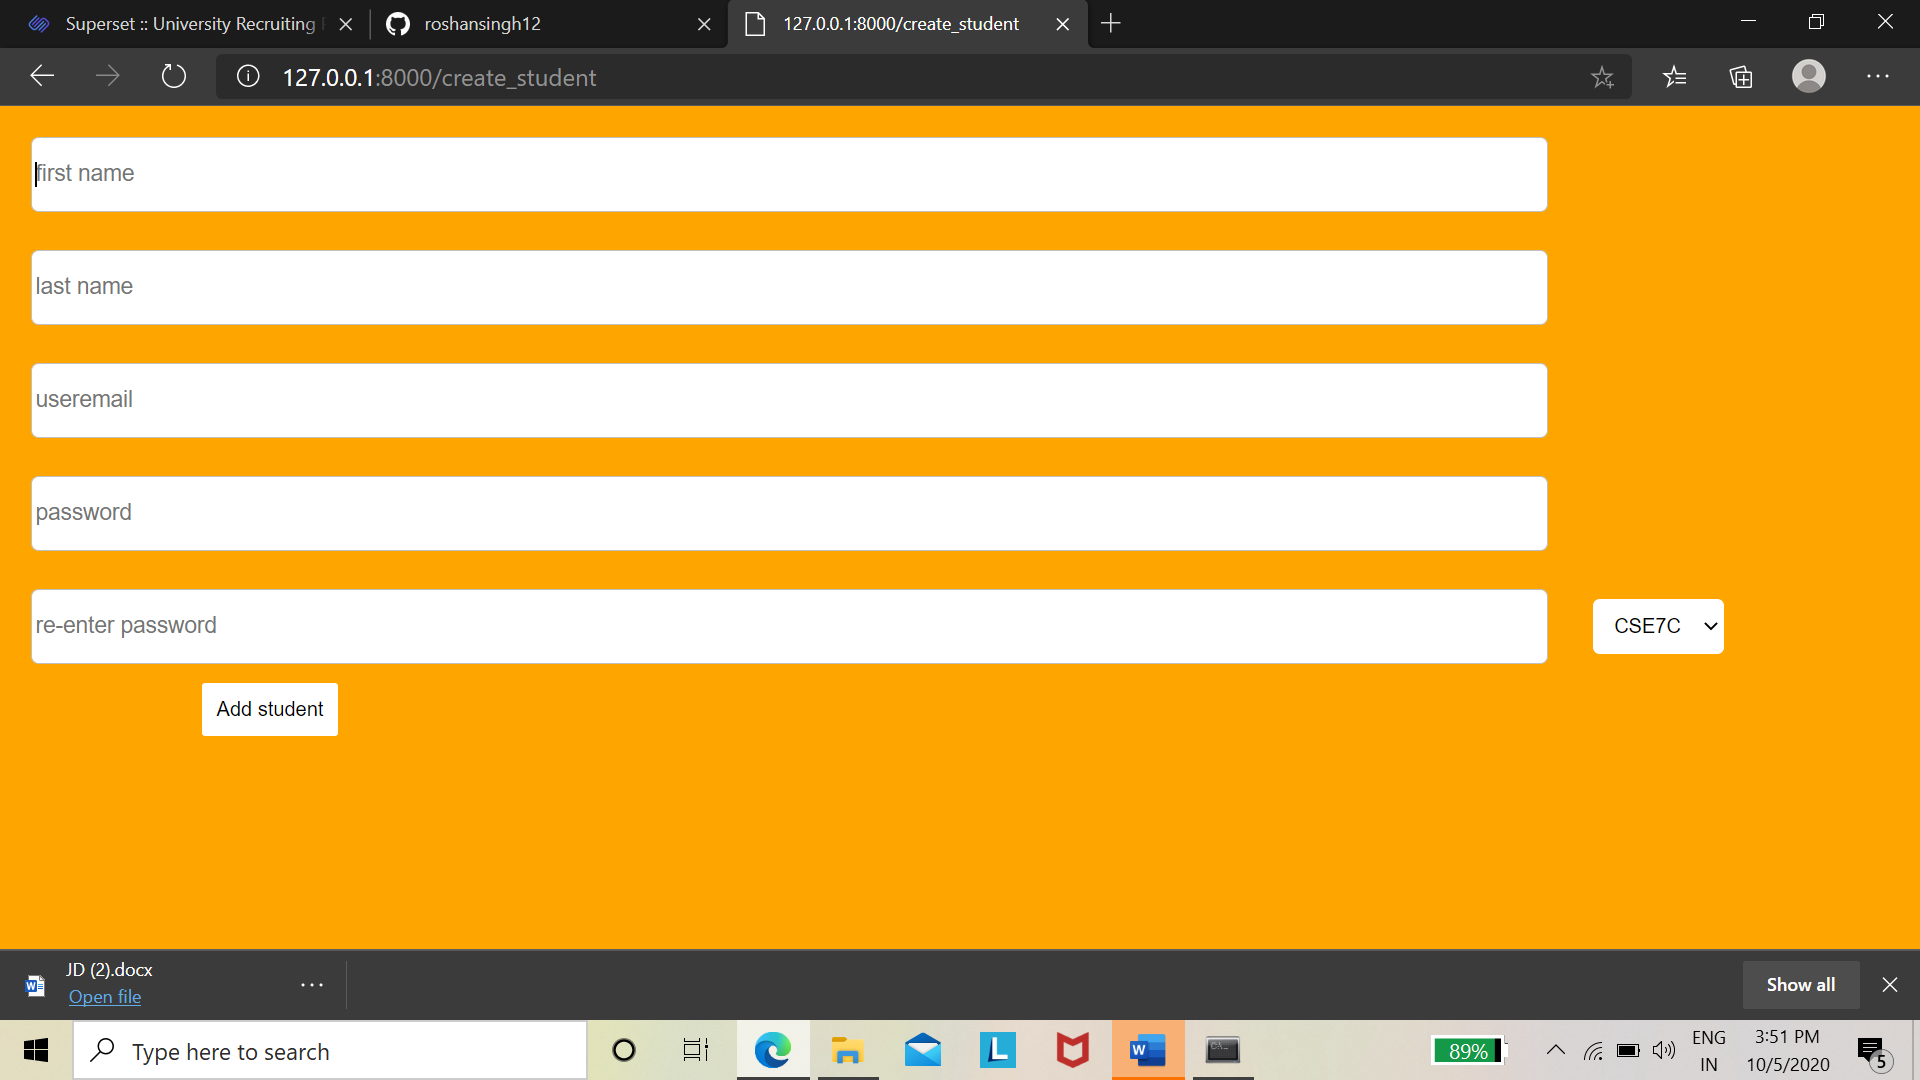 Superset :: University Recruiting
roshansingh12
127.0.0.1:8000/create_student
127.0.0.1:8000/create_student
first name
last name
useremail
password
re-enter password
CSE7C
Add student
JD (2).docx
Open file
Show all
Type here to search
L
W
89%
ENG
IN
3:51 PM
10/5/2020
5